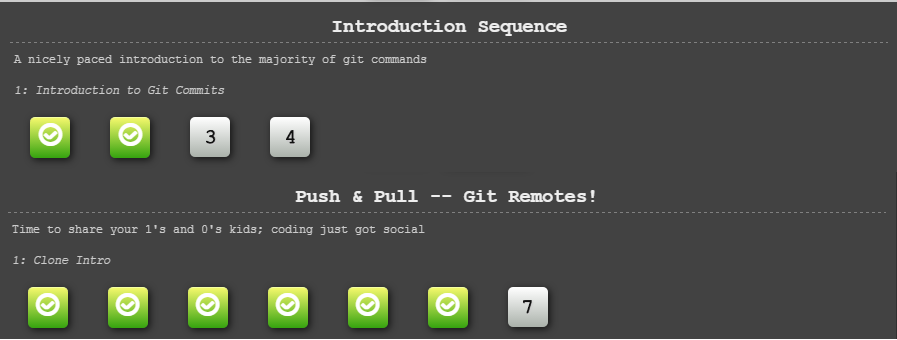 Introduction Sequence
A nicely paced introduction to the majority of git commands
1: Introduction to Git Commits
3 4
Push & Pull -- Git Remotes!
Time to share your 1's and 0's kids; coding just got social
1: Clone Intro
7